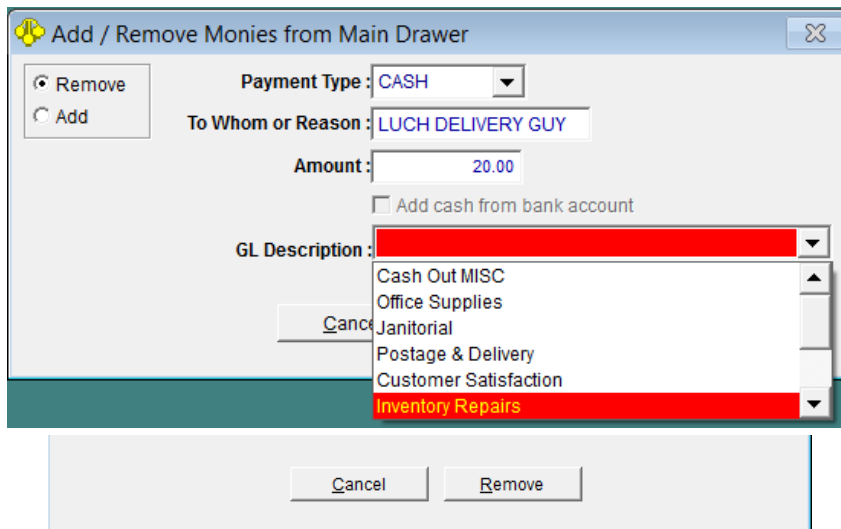 Add / Remove Monies from Main Drawer
Remove
Payment Type : CASH
Add
To Whom or Reason : LUCH DELIVERY GUY
Amount : 20.00
Add cash from bank account
GL Description :
Cash Out MISC
Office Supplies
Janitorial
Postage & Delivery
Customer Satisfaction
Inventory Repairs
Cancel Remove